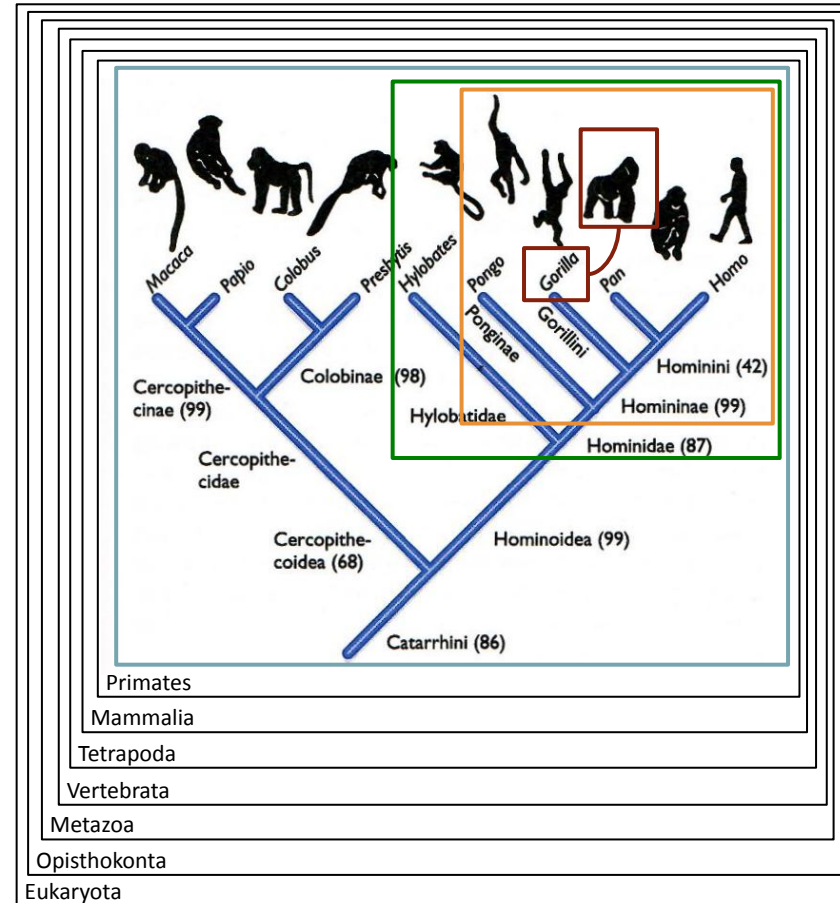 Macaca
Papio
Colobus
Presbytis
Hylobates
Pongo
Gorilla
Pan
Homo
Ponginae
Gorillini
Hominini (42)
Colobinae (98)
Cercopithe-
cinae (99)
Hylobatidae
Homininae (99)
Hominidae (87)
Cercopithe-
cidae
Cercopithe-
coidea (68)
Hominoidea (99)
Catarrhini (86)
Primates
Mammalia
Tetrapoda
Vertebrata
Metazoa
Opisthokonta
Eukaryota